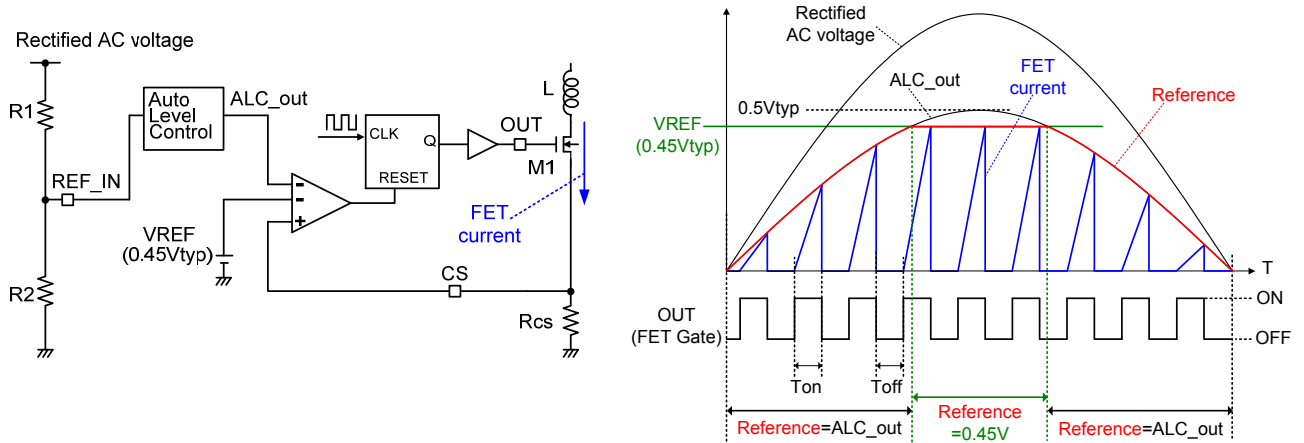 Rectified AC voltage
R1
Auto
Level
Control
ALC_out
REF_IN
R2
VREF
(0.45Vtyp)
-
-
+
CLK
Q
RESET
OUT
L
M1
FET
current
CS
Rcs
Rectified
AC voltage
ALC_out
FET
current
Reference
0.5Vtyp
VREF
(0.45Vtyp)
T
OUT
(FET Gate)
ON
OFF
Ton
Toff
Reference=ALC_out
Reference
=0.45V
Reference=ALC_out